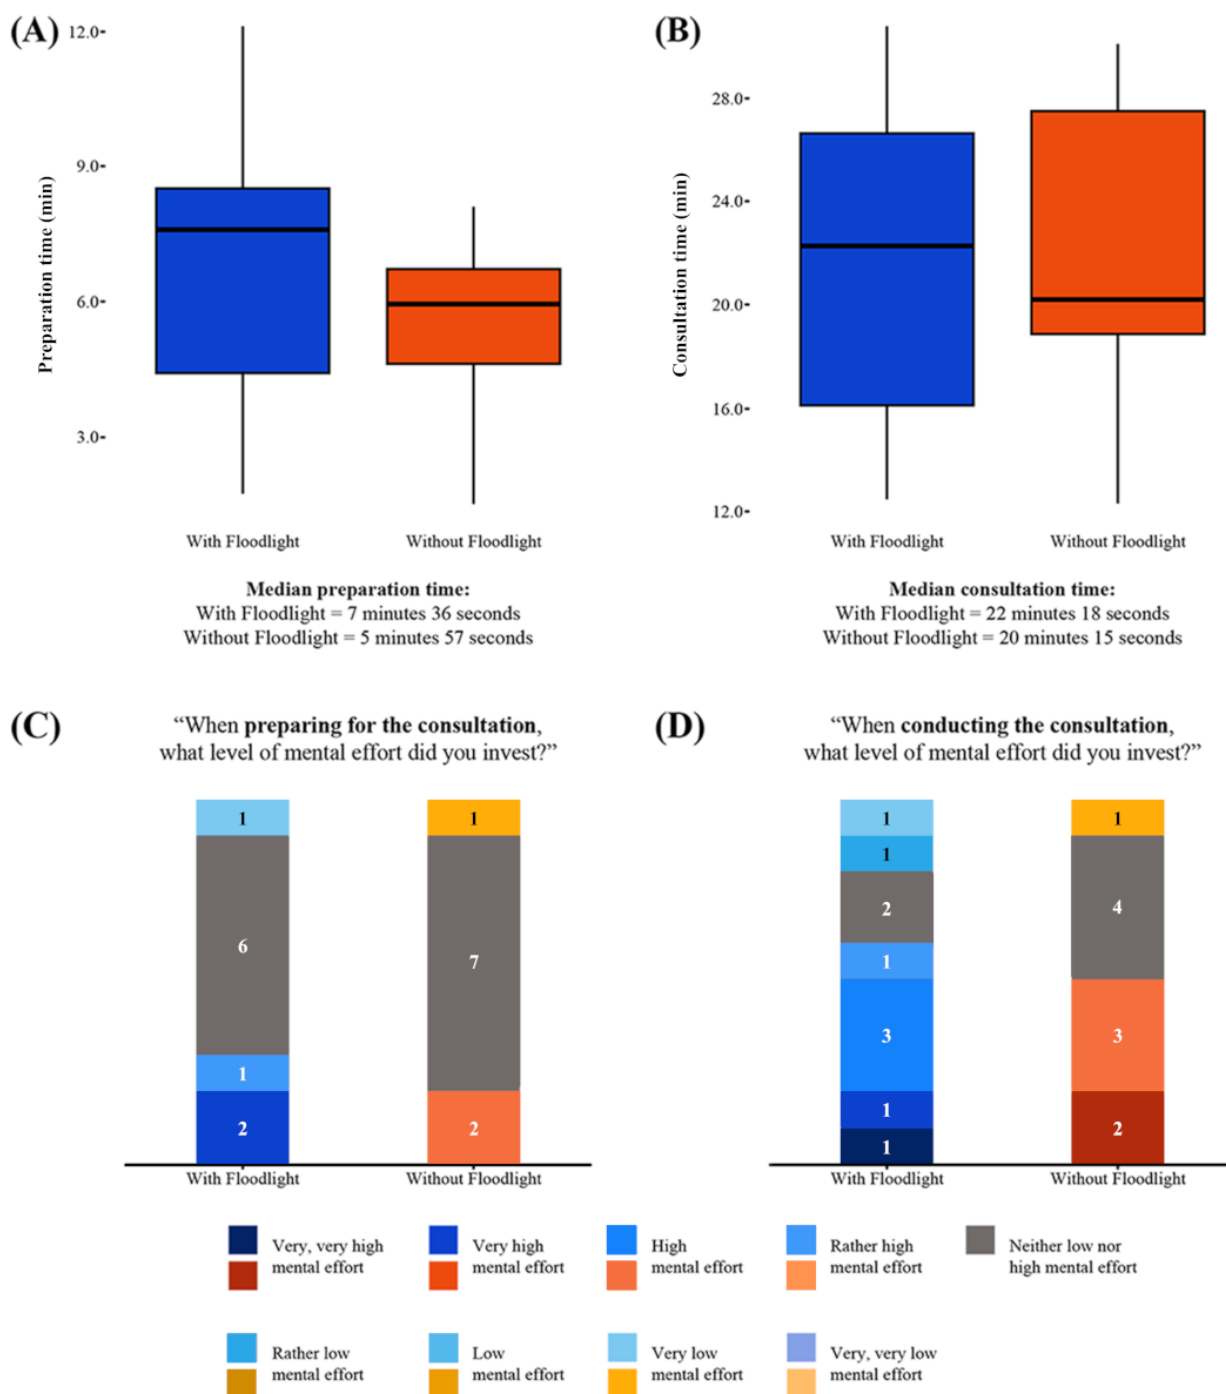 (A)
12.0-
9.0-
6.0-
3.0-
Preparation time (min)
With Floodlight
Without Floodlight
Median preparation time:
With Floodlight = 7 minutes 36 seconds
Without Floodlight = 5 minutes 57 seconds
(B)
28.0-
24.0-
20.0-
16.0-
12.0-
Consultation time (min)
With Floodlight
Without Floodlight
Median consultation time:
With Floodlight = 22 minutes 18 seconds
Without Floodlight = 20 minutes 15 seconds
(C)
“When preparing for the consultation,
what level of mental effort did you invest?”
1
6
1
2
1
7
2
With Floodlight
Without Floodlight
(D)
“When conducting the consultation,
what level of mental effort did you invest?”
1
1
2
1
3
1
1
1
4
3
2
With Floodlight
Without Floodlight
Very, very high
mental effort
Very high
mental effort
High
mental effort
Rather high
mental effort
Neither low nor
high mental effort
Rather low
mental effort
Low
mental effort
Very low
mental effort
Very, very low
mental effort